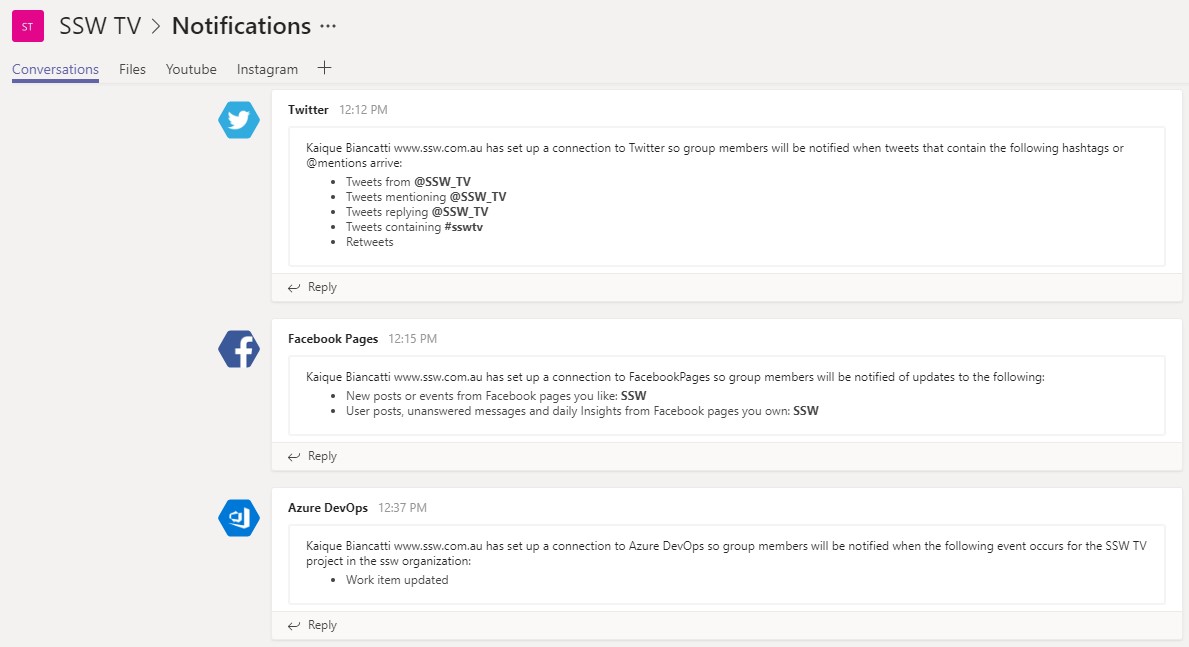 ST SSW TV > Notifications ...
Conversations Files Youtube Instagram +
Twitter 12:12 PM
Kaique Biancatti www.ssw.com.au has set up a connection to Twitter so group members will be notified when tweets that contain the following hashtags or
@mentions arrive:
• Tweets from @SSW_TV
• Tweets mentioning @SSW_TV
• Tweets replying @SSW_TV
• Tweets containing #sswtv
• Retweets
Reply
Facebook Pages 12:15 PM
Kaique Biancatti www.ssw.com.au has set up a connection to FacebookPages so group members will be notified of updates to the following:
• New posts or events from Facebook pages you like: SSW
• User posts, unanswered messages and daily Insights from Facebook pages you own: SSW
Reply
Azure DevOps 12:37 PM
Kaique Biancatti www.ssw.com.au has set up a connection to Azure DevOps so group members will be notified when the following event occurs for the SSW TV
project in the ssw organization:
• Work item updated
Reply